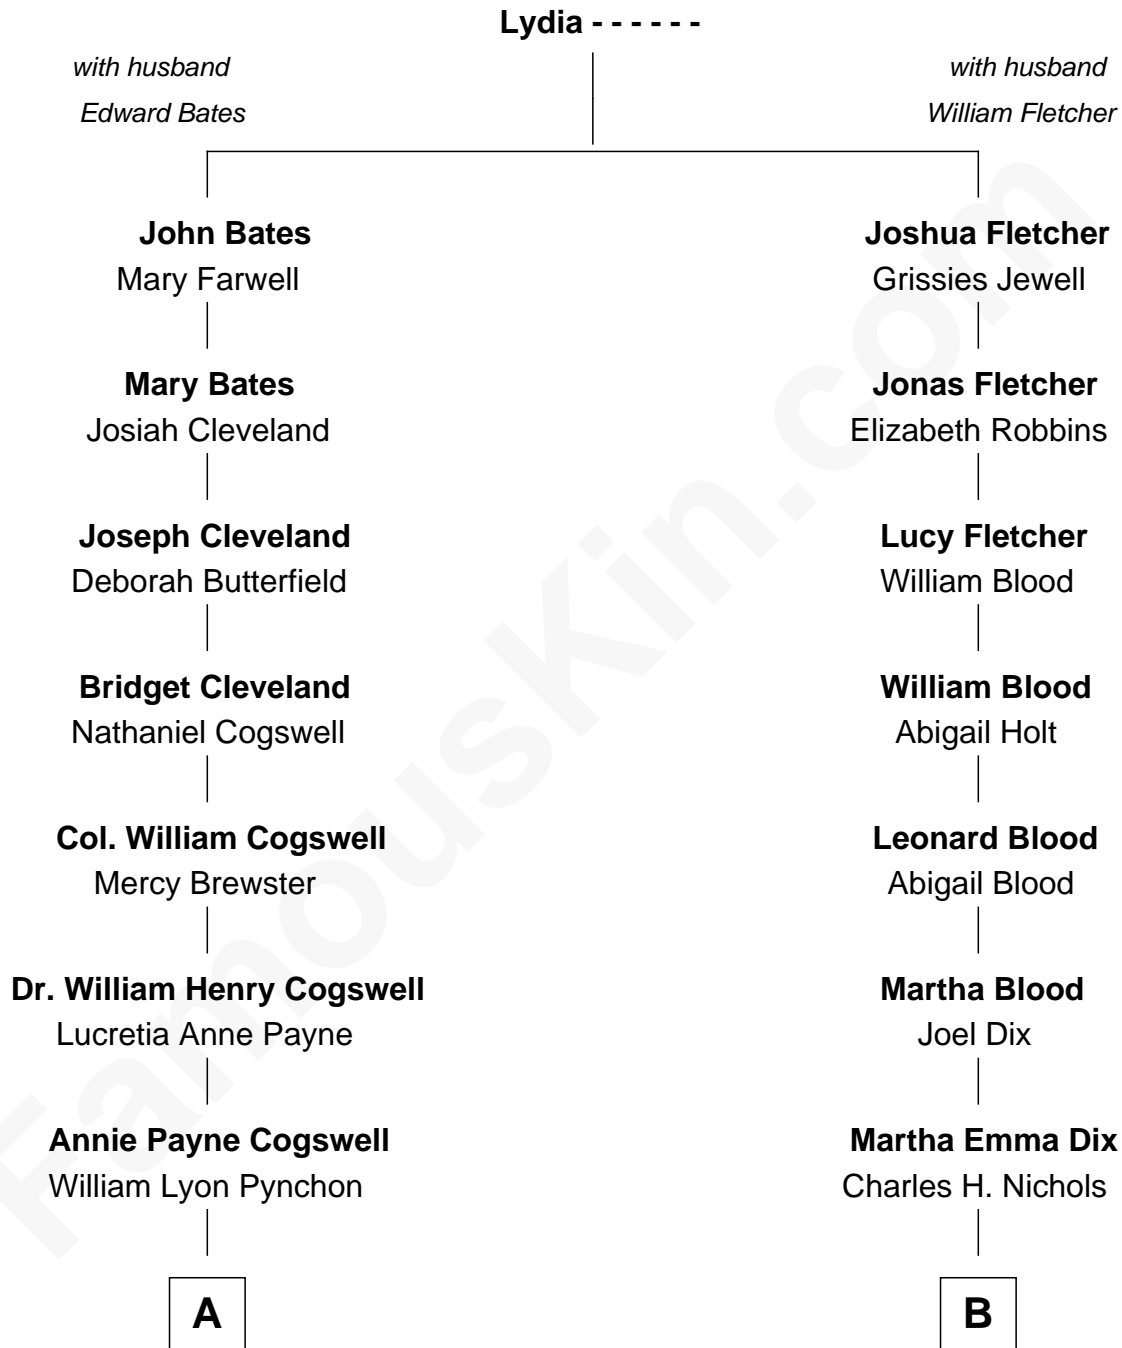 Lydia - - - - - -
with husband
Edward Bates
with husband
William Fletcher
John Bates
Mary Farwell
Joshua Fletcher
Grissies Jewell
Mary Bates
Josiah Cleveland
Jonas Fletcher
Elizabeth Robbins
Joseph Cleveland
Deborah Butterfield
Lucy Fletcher
William Blood
Bridget Cleveland
Nathaniel Cogswell
William Blood
Abigail Holt
Col. William Cogswell
Mercy Brewster
Leonard Blood
Abigail Blood
Dr. William Henry Cogswell
Lucretia Anne Payne
Martha Blood
Joel Dix
Annie Payne Cogswell
William Lyon Pynchon
Martha Emma Dix
Charles H. Nichols
A
B
FamousKin.com